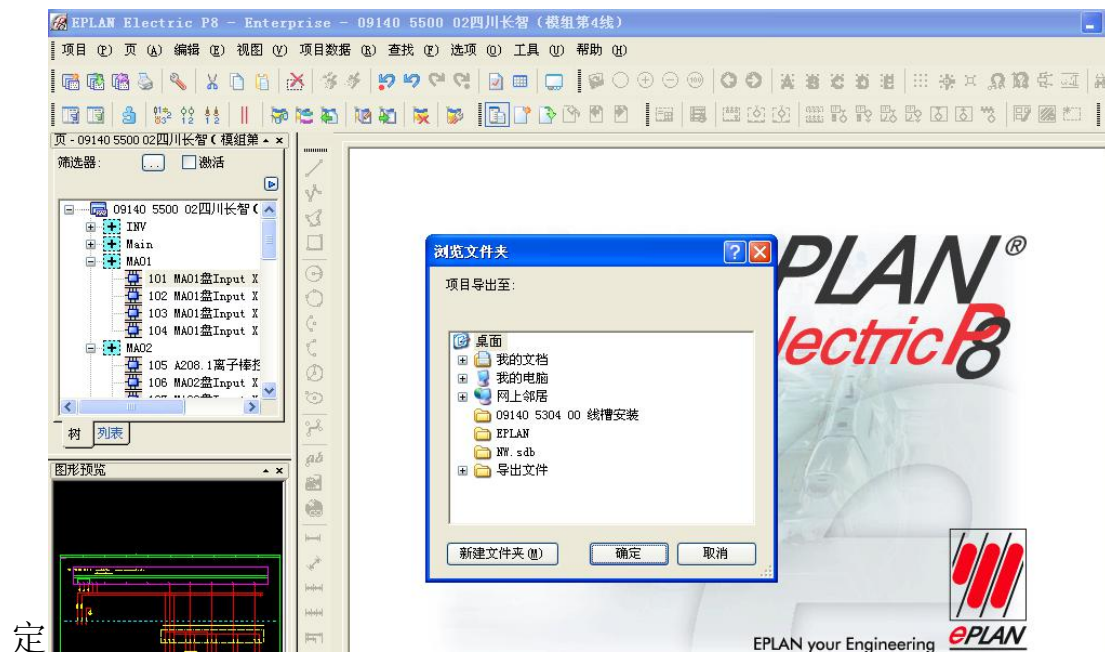 EPLAN Electric P8 - Enterprise - 09140 5500 02四川长智（模组第4线）
项目 (P) 页 (A) 编辑 (E) 视图 (V) 项目数据 (R) 查找 (F) 选项 (O) 工具 (U) 帮助 (H)
页 - 09140 5500 02四川长智（模组第
筛选器: ... 激活
09140 5500 02四川长智（
INV
Main
MA01
101 MA01盘Input X
102 MA01盘Input X
103 MA01盘Input X
104 MA01盘Input X
MA02
105 A208.1离子棒控
106 MA02盘Input X
树 列表
图形预览
浏览文件夹
项目导出至:
桌面
我的文档
我的电脑
网上邻居
09140 5304 00 线槽安装
EPLAN
NW.sdb
导出文件
新建文件夹(M) 确定 取消
PLAN®
lectric P8
EPLAN your Engineering
ePLAN
定